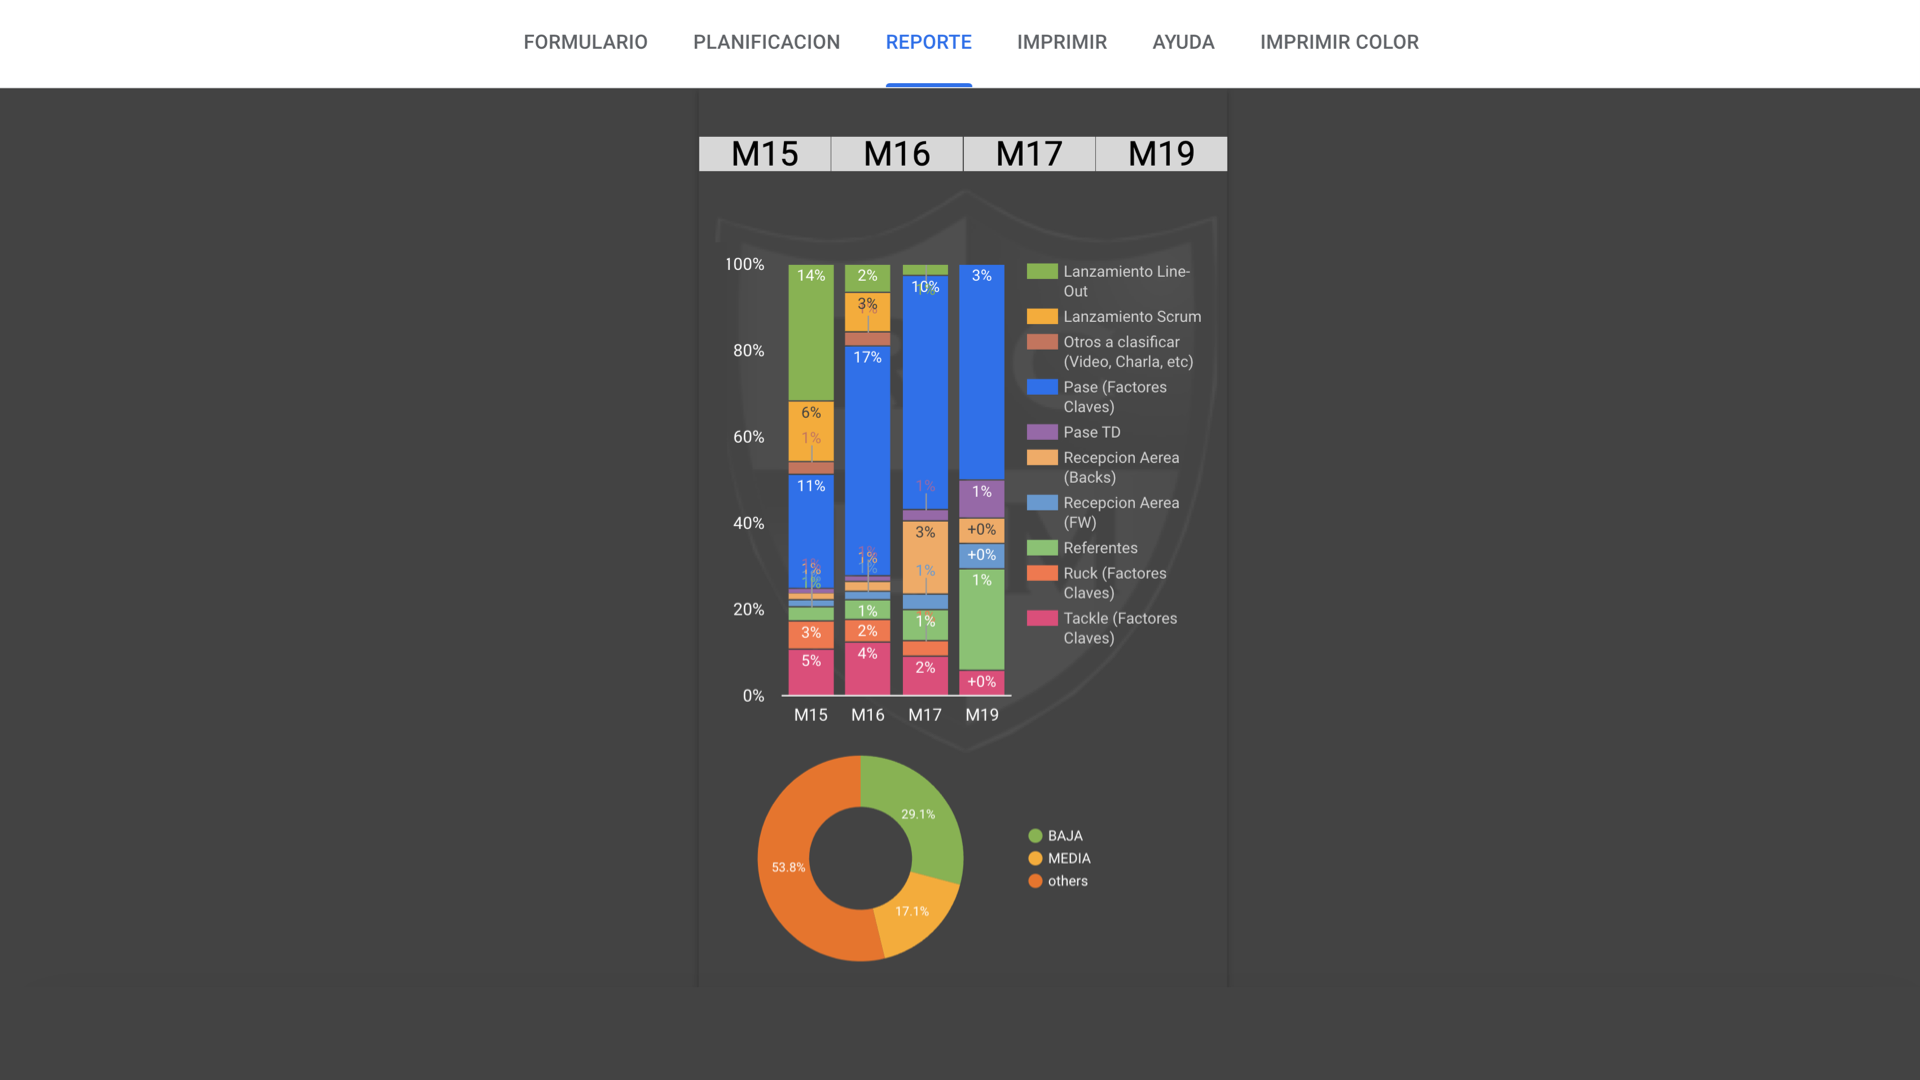 FORMULARIO PLANIFICACION REPORTE IMPRIMIR AYUDA IMPRIMIR COLOR
M15 M16 M17 M19
100%
80%
60%
40%
20%
0%
14% 2% 10% 3%
3%
17%
6%
1%
11%
1%
1%
3% +0%
1% +0%
1%
1% 1%
3% 2%
5% 4% 2% +0%
M15 M16 M17 M19
Lanzamiento Line-
Out
Lanzamiento Scrum
Otros a clasificar
(Video, Charla, etc)
Pase (Factores
Claves)
Pase TD
Recepcion Aerea
(Backs)
Recepcion Aerea
(FW)
Referentes
Ruck (Factores
Claves)
Tackle (Factores
Claves)
29.1%
53.8%
17.1%
BAJA
MEDIA
others